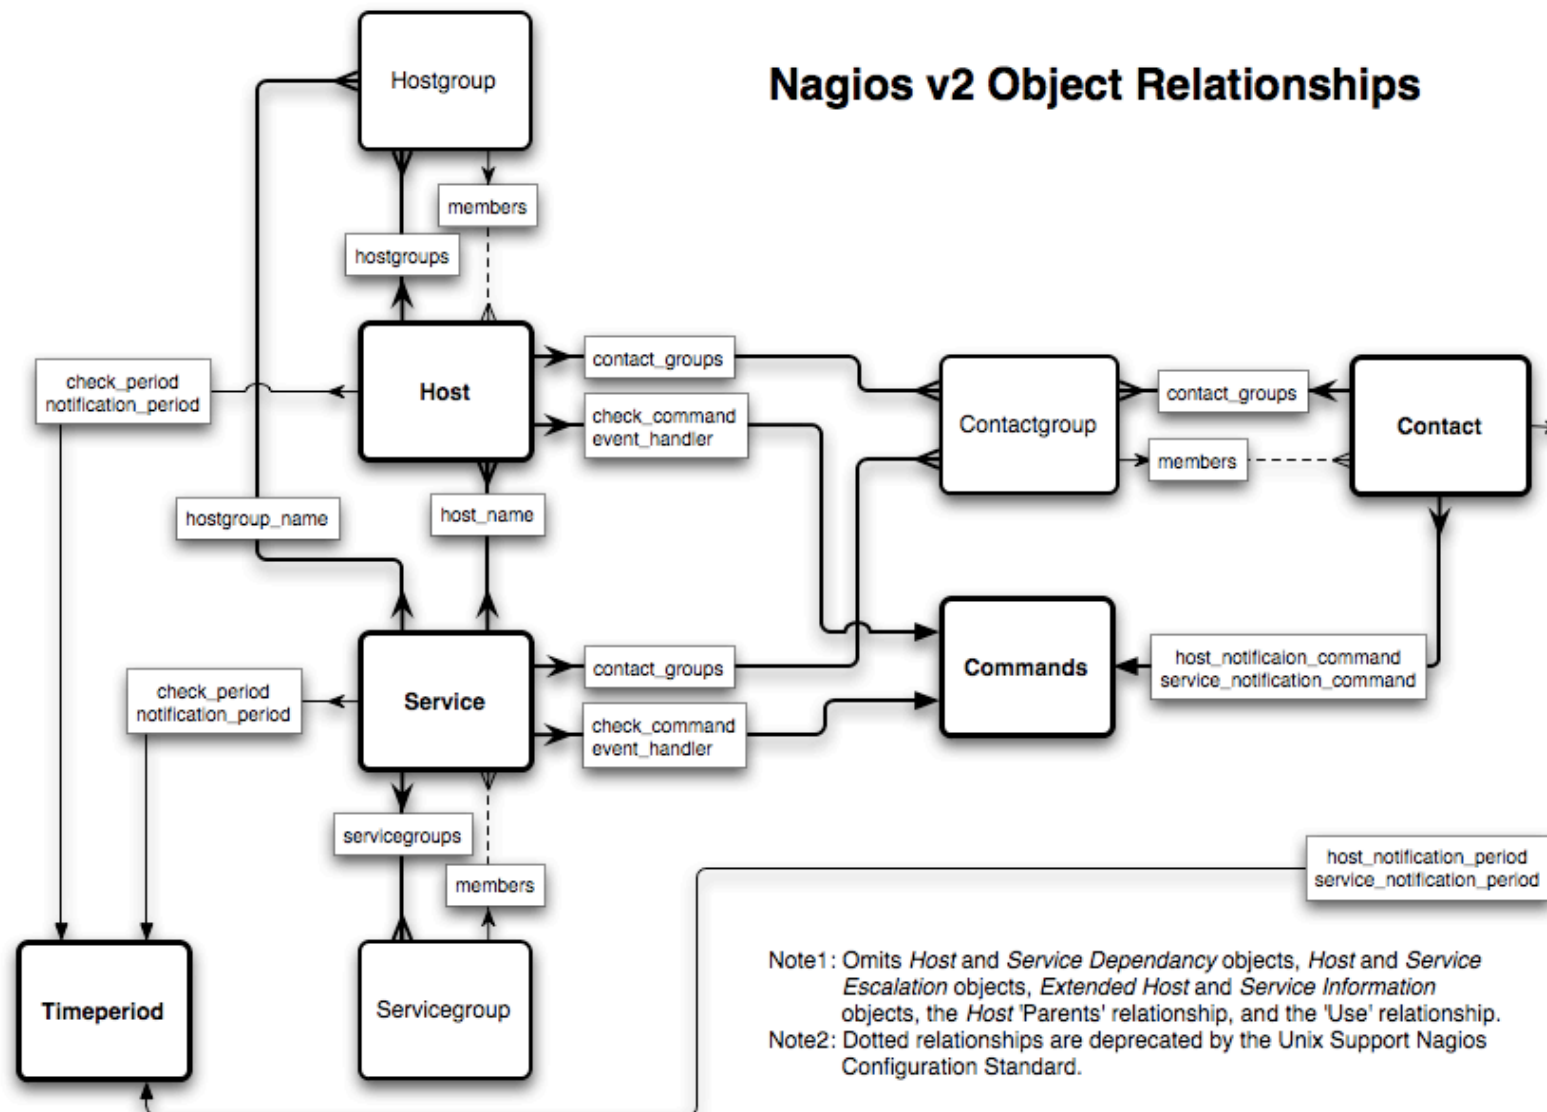 Nagios v2 Object Relationships
Hostgroup
members
hostgroups
check_period
notification_period
Host
contact_groups
check_command
event_handler
Contactgroup
contact_groups
members
Contact
hostgroup_name
host_name
check_period
notification_period
Service
contact_groups
check_command
event_handler
Commands
host_notificaion_command
service_notification_command
servicegroups
members
host_notification_period
service_notification_period
Timeperiod
Servicegroup
Note1: Omits Host and Service Dependancy objects, Host and Service
Escalation objects, Extended Host and Service Information
objects, the Host 'Parents' relationship, and the 'Use' relationship.
Note2: Dotted relationships are deprecated by the Unix Support Nagios
Configuration Standard.